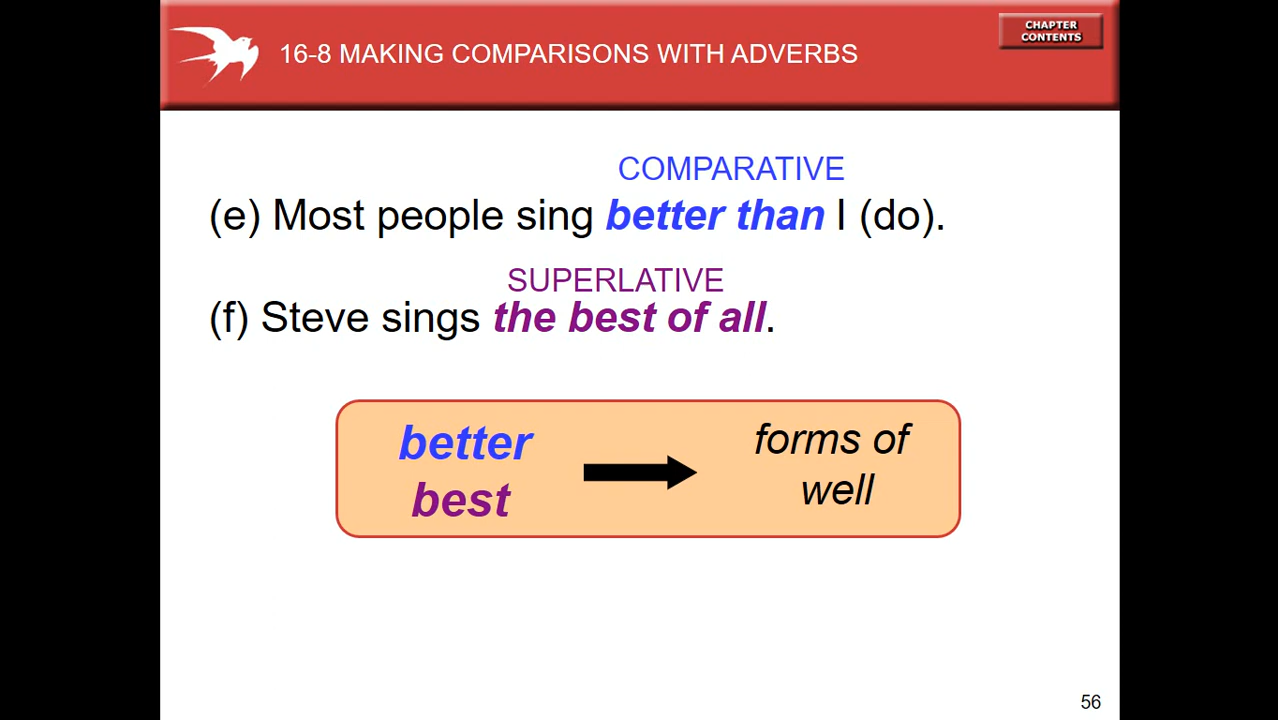 CHAPTER
CONTENTS
16-8 MAKING COMPARISONS WITH ADVERBS
COMPARATIVE
(e) Most people sing better than I (do).
SUPERLATIVE
(f) Steve sings the best of all.
better
best
forms of
well
56